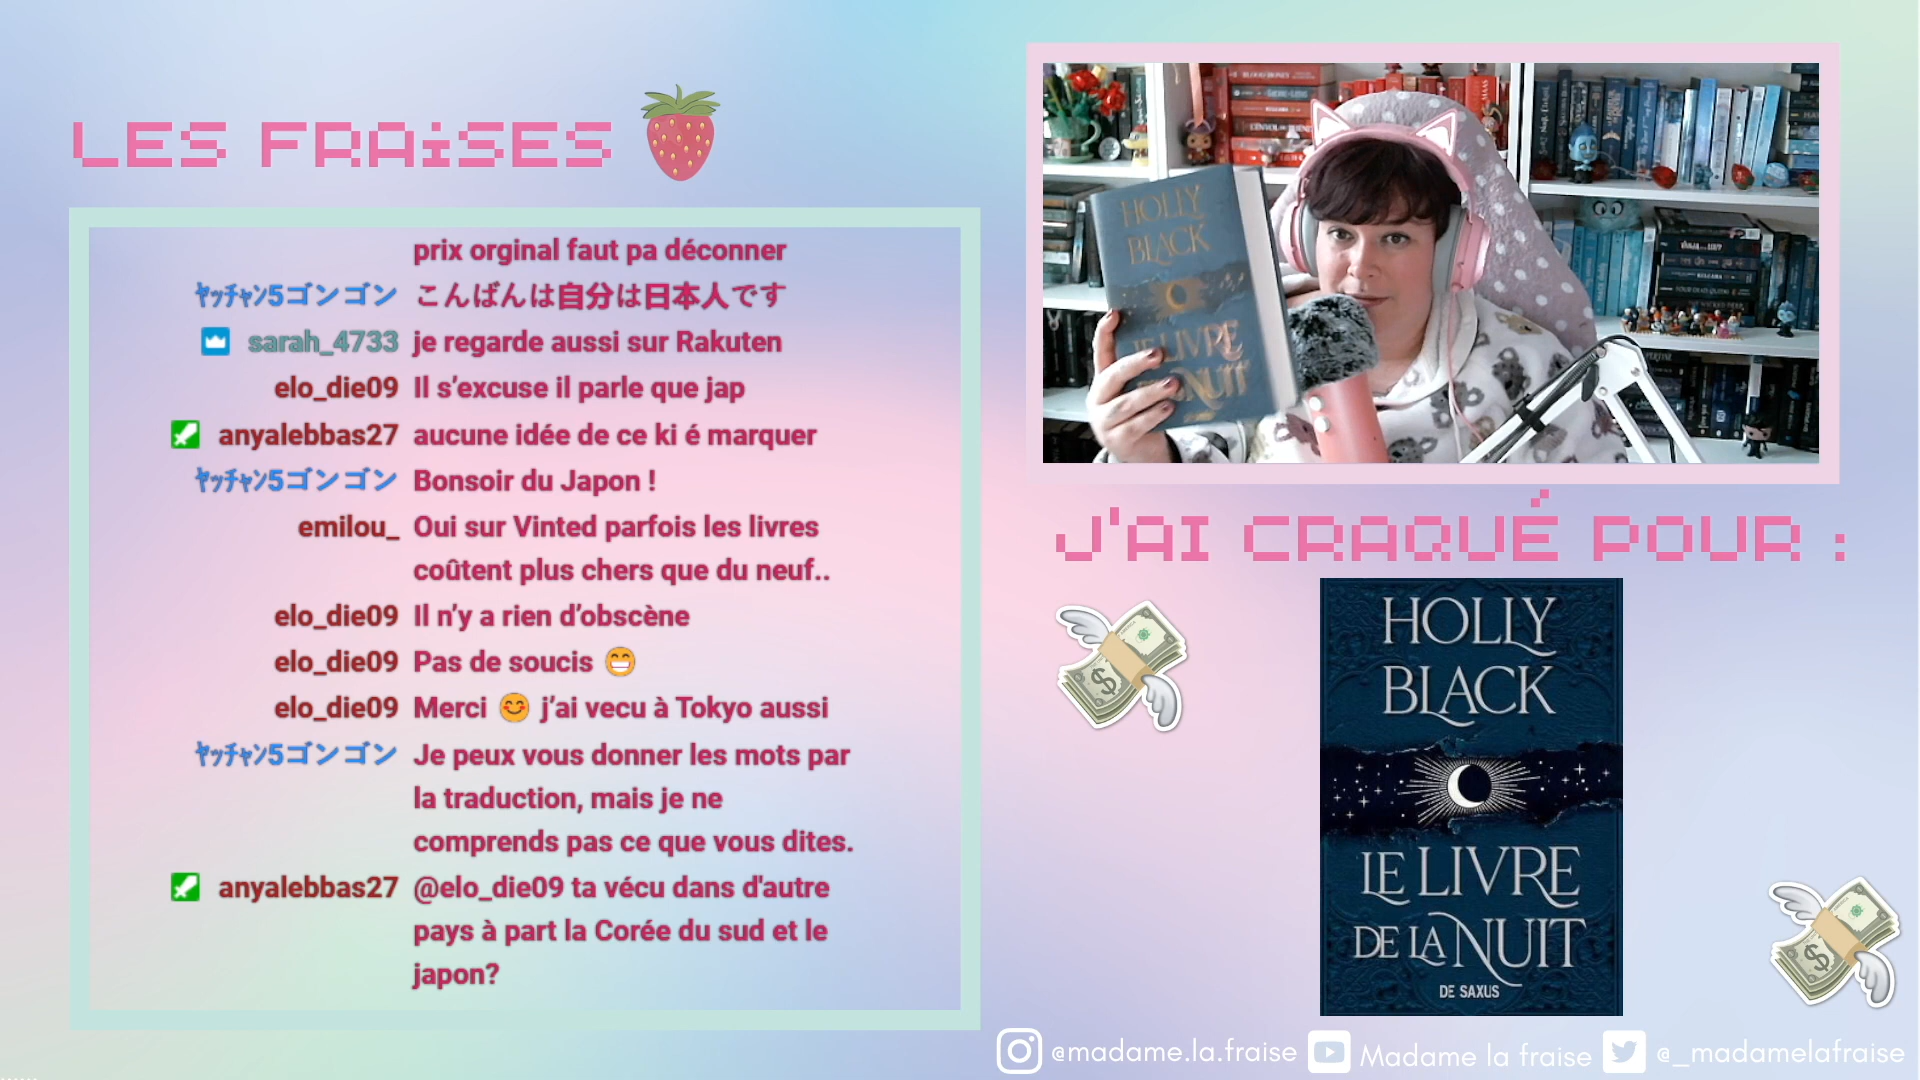 LES FRAiSES
prix orginal faut pa déconner
ﾔｯﾁｬﾝ5ゴンゴン こんばんは自分は日本人です
sarah_4733 je regarde aussi sur Rakuten
elo_die09 Il s’excuse il parle que jap
anyalebbas27 aucune idée de ce ki é marquer
ﾔｯﾁｬﾝ5ゴンゴン Bonsoir du Japon !
emilou_ Oui sur Vinted parfois les livres
coûtent plus chers que du neuf..
elo_die09 Il n’y a rien d’obscène
elo_die09 Pas de soucis 😁
elo_die09 Merci 😊 j’ai vecu à Tokyo aussi
ﾔｯﾁｬﾝ5ゴンゴン Je peux vous donner les mots par
la traduction, mais je ne
comprends pas ce que vous dites.
anyalebbas27 @elo_die09 ta vécu dans d'autre
pays à part la Corée du sud et le
japon?
HOLLY
BLACK
LE LIVRE
DE LA NUIT
J'AI CRAQUÉ POUR :
HOLLY
BLACK
LE LIVRE
DE LA NUIT
DE SAXUS
@madame.la.fraise Madame la fraise @_madamelafraise